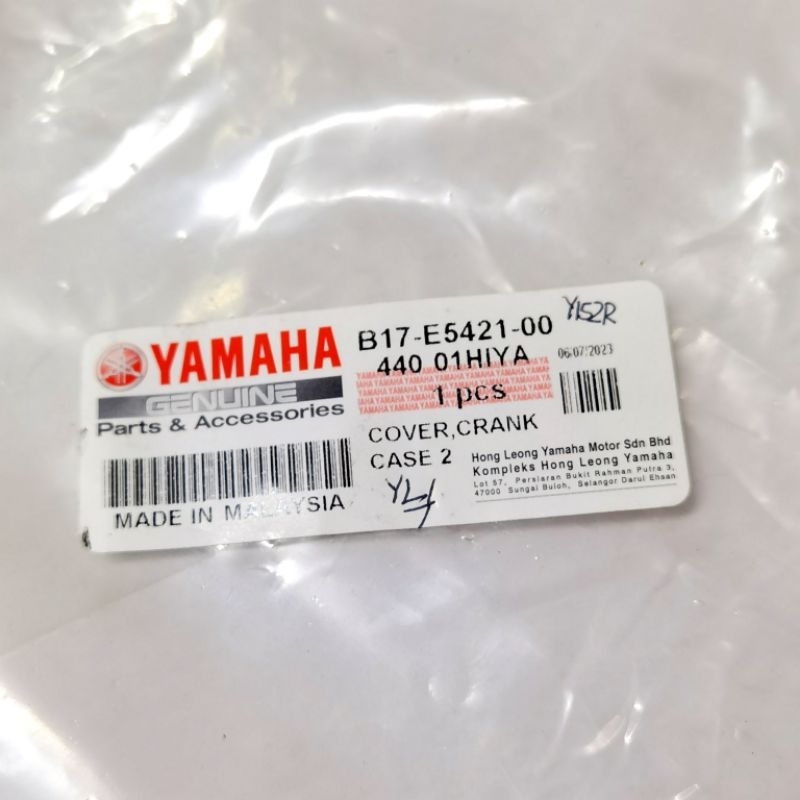 YAMAHA
GENUINE
Parts & Accessories
MADE IN MALAYSIA
B17-E5421-00
Y152R
440 01HIYA
06/07/2023
1 pcs
COVER,CRANK
CASE 2
Hong Leong Yamaha Motor Sdn Bhd
Kompleks Hong Leong Yamaha
Lot 57, Persiaran Bukit Rahman Putra 3,
47000 Sungai Buloh, Selangor Darul Ehsan